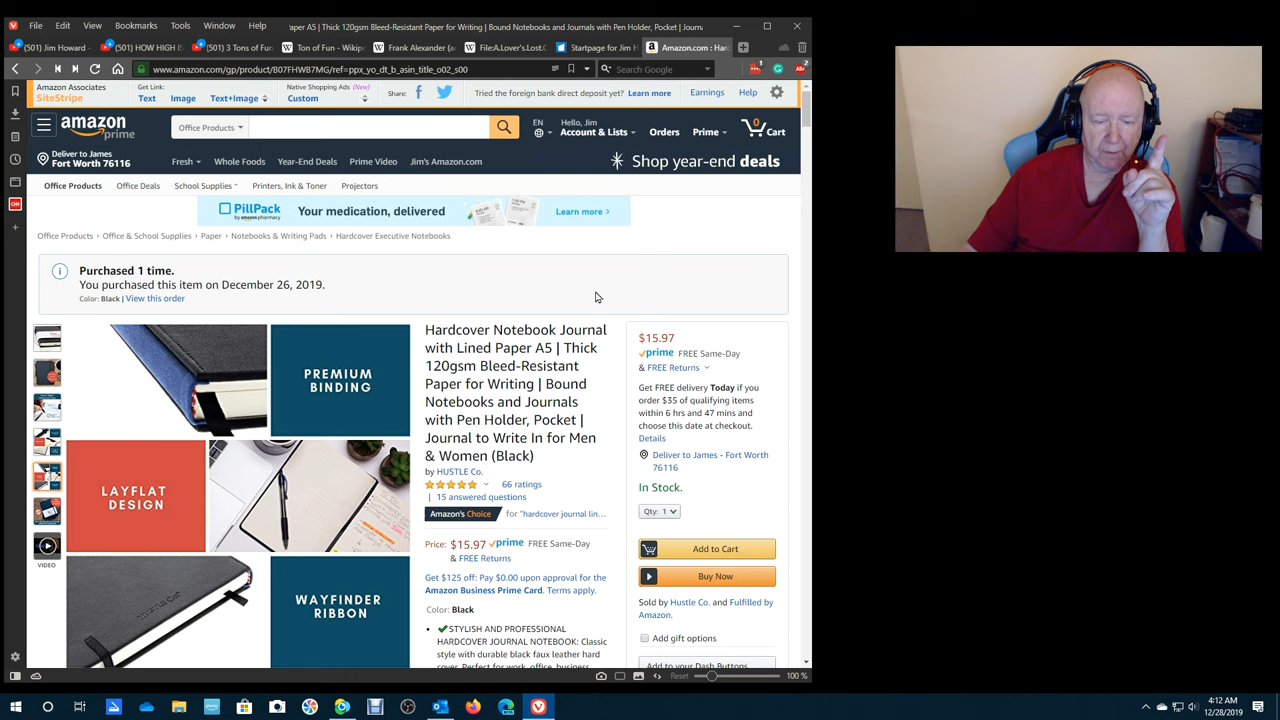 File Edit View Bookmarks Tools Window Help
aper A5 | Thick 120gsm Bleed-Resistant Paper for Writing | Bound Notebooks and Journals with Pen Holder, Pocket | Journ
(501) Jim Howard -
(501) HOW HIGH IS
(501) 3 Tons of Fun
Ton of Fun - Wikip
Frank Alexander (a
File:A.Lover's.Lost.C
Startpage for Jim H
Amazon.com : Har
www.amazon.com/gp/product/B07FHWB7MG/ref=ppx_yo_dt_b_asin_title_o02_s00
Search Google
Amazon Associates
SiteStripe
Get Link:
Text Image Text+Image
Native Shopping Ads (New)
Custom
Share:
Tried the foreign bank direct deposit yet? Learn more
Earnings Help
amazon
prime
Office Products
EN
Hello, Jim
Account & Lists
Orders
Prime
0
Cart
Deliver to James
Fort Worth 76116
Fresh Whole Foods Year-End Deals Prime Video Jim's Amazon.com
Shop year-end deals
Office Products Office Deals School Supplies Printers, Ink & Toner Projectors
PillPack
by amazon pharmacy
Your medication, delivered
Learn more >
Office Products › Office & School Supplies › Paper › Notebooks & Writing Pads › Hardcover Executive Notebooks
Purchased 1 time.
You purchased this item on December 26, 2019.
Color: Black | View this order
PREMIUM
BINDING
LAYFLAT
DESIGN
WAYFINDER
RIBBON
VIDEO
Hardcover Notebook Journal
with Lined Paper A5 | Thick
120gsm Bleed-Resistant
Paper for Writing | Bound
Notebooks and Journals
with Pen Holder, Pocket |
Journal to Write In for Men
& Women (Black)
by HUSTLE Co.
66 ratings
| 15 answered questions
Amazon's Choice for "hardcover journal lin...
Price: $15.97 prime FREE Same-Day
& FREE Returns
Get $125 off: Pay $0.00 upon approval for the
Amazon Business Prime Card. Terms apply.
Color: Black
• STYLISH AND PROFESSIONAL
HARDCOVER JOURNAL NOTEBOOK: Classic
style with durable black faux leather hard
cover. Perfect for work, office, business
$15.97
prime FREE Same-Day
& FREE Returns
Get FREE delivery Today if you
order $35 of qualifying items
within 6 hrs and 47 mins and
choose this date at checkout.
Details
Deliver to James - Fort Worth
76116
In Stock.
Qty: 1
Add to Cart
Buy Now
Sold by Hustle Co. and Fulfilled by
Amazon.
Add gift options
Add to your Dash Buttons
Reset 100 %
4:12 AM
12/28/2019